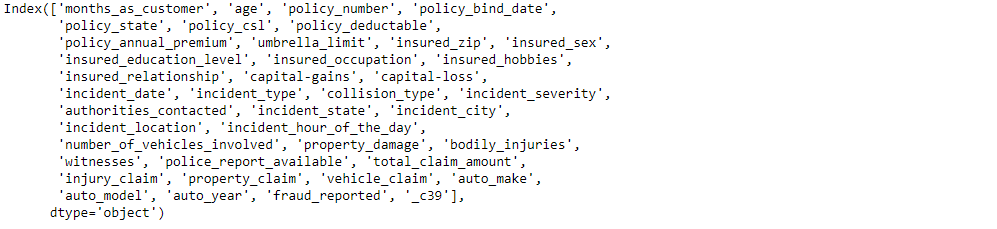 Index(['months_as_customer', 'age', 'policy_number', 'policy_bind_date',
'policy_state', 'policy_csl', 'policy_deductable',
'policy_annual_premium', 'umbrella_limit', 'insured_zip', 'insured_sex',
'insured_education_level', 'insured_occupation', 'insured_hobbies',
'insured_relationship', 'capital-gains', 'capital-loss',
'incident_date', 'incident_type', 'collision_type', 'incident_severity',
'authorities_contacted', 'incident_state', 'incident_city',
'incident_location', 'incident_hour_of_the_day',
'number_of_vehicles_involved', 'property_damage', 'bodily_injuries',
'witnesses', 'police_report_available', 'total_claim_amount',
'injury_claim', 'property_claim', 'vehicle_claim', 'auto_make',
'auto_model', 'auto_year', 'fraud_reported', '_c39'],
dtype='object')